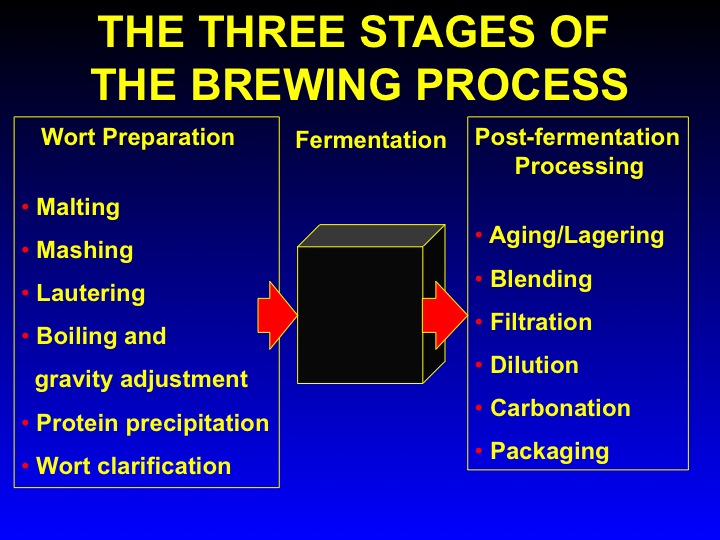 THE THREE STAGES OF
THE BREWING PROCESS
Wort Preparation
• Malting
• Mashing
• Lautering
• Boiling and
gravity adjustment
• Protein precipitation
• Wort clarification
Fermentation
Post-fermentation
Processing
• Aging/Lagering
• Blending
• Filtration
• Dilution
• Carbonation
• Packaging